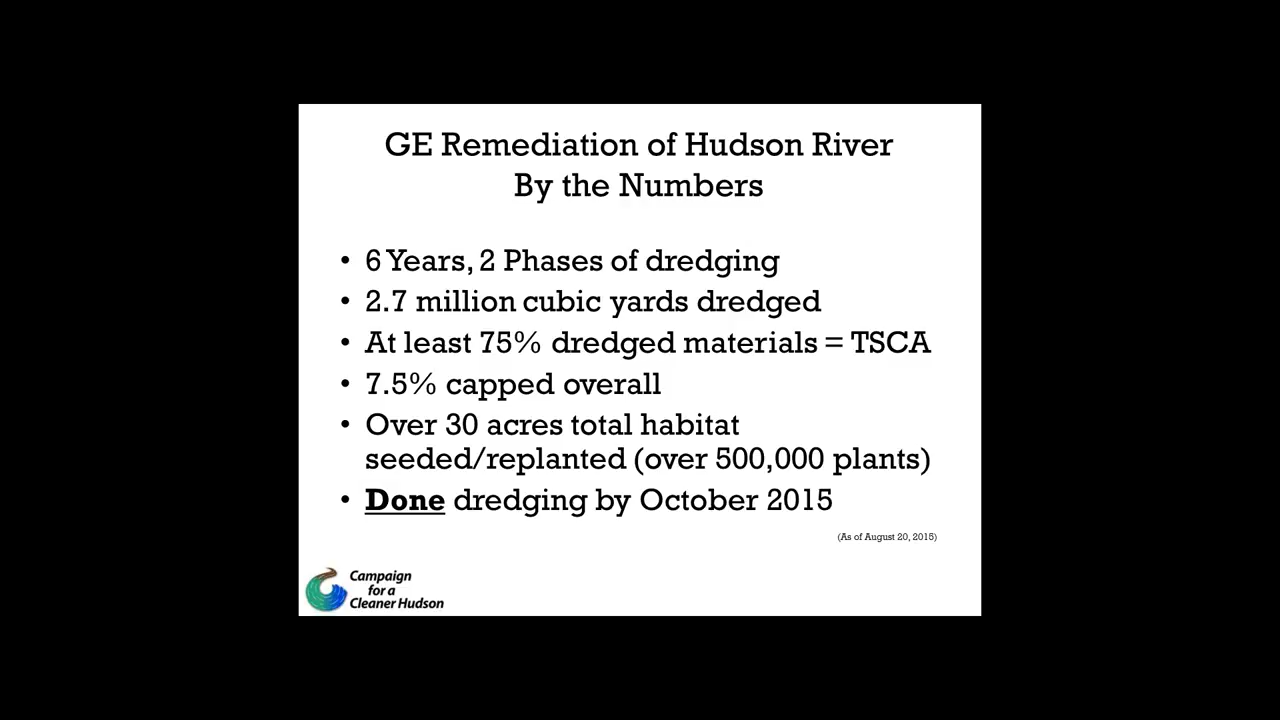 GE Remediation of Hudson River
By the Numbers
• 6 Years, 2 Phases of dredging
• 2.7 million cubic yards dredged
• At least 75% dredged materials = TSCA
• 7.5% capped overall
• Over 30 acres total habitat
seeded/replanted (over 500,000 plants)
• Done dredging by October 2015
(As of August 20, 2015)
Campaign
for a
Cleaner Hudson